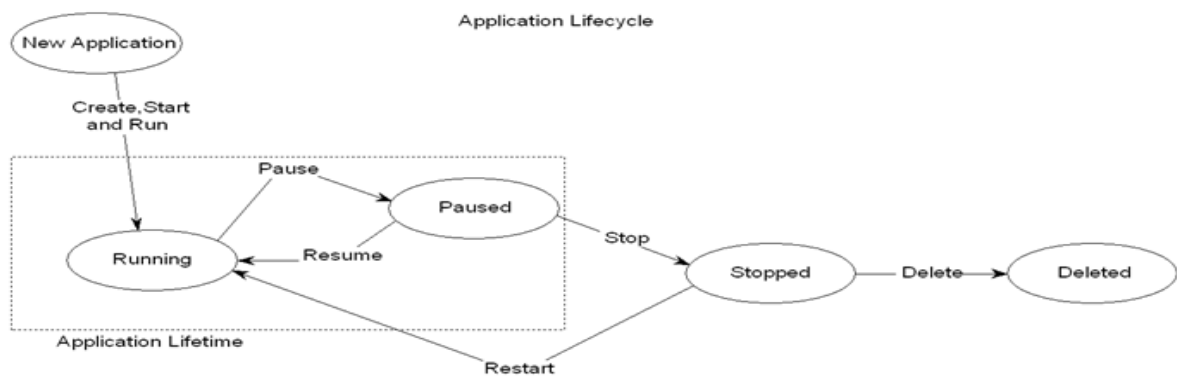 Application Lifecycle
New Application
Create,Start
and Run
Pause
Paused
Running
Resume
Stop
Stopped
Delete
Deleted
Application Lifetime
Restart